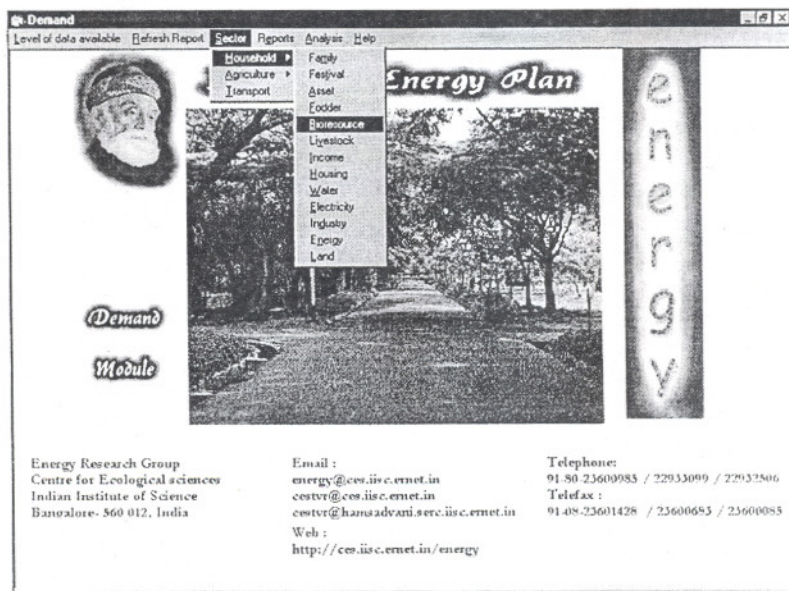 Demand
Level of data available Refresh Report Sector Reports Analysis Help
Household
Agriculture
Transport
Family
Festival
Asset
Fodder
Bioresource
Livestock
Income
Housing
Water
Electricity
Industry
Energy
Land
Energy Plan
energy
Demand
Module
Energy Research Group
Centre for Ecological sciences
Indian Institute of Science
Bangalore- 560 012, India
Email :
energy@ces.iisc.ernet.in
cestvr@ces.iisc.ernet.in
cestvr@hamsadvani.serc.iisc.ernet.in
Web :
http://ces.iisc.ernet.in/energy
Telephone:
91-80-23600985 / 22933099 / 22932506
Telefax :
91-08-23601428 / 23600683 / 23600085